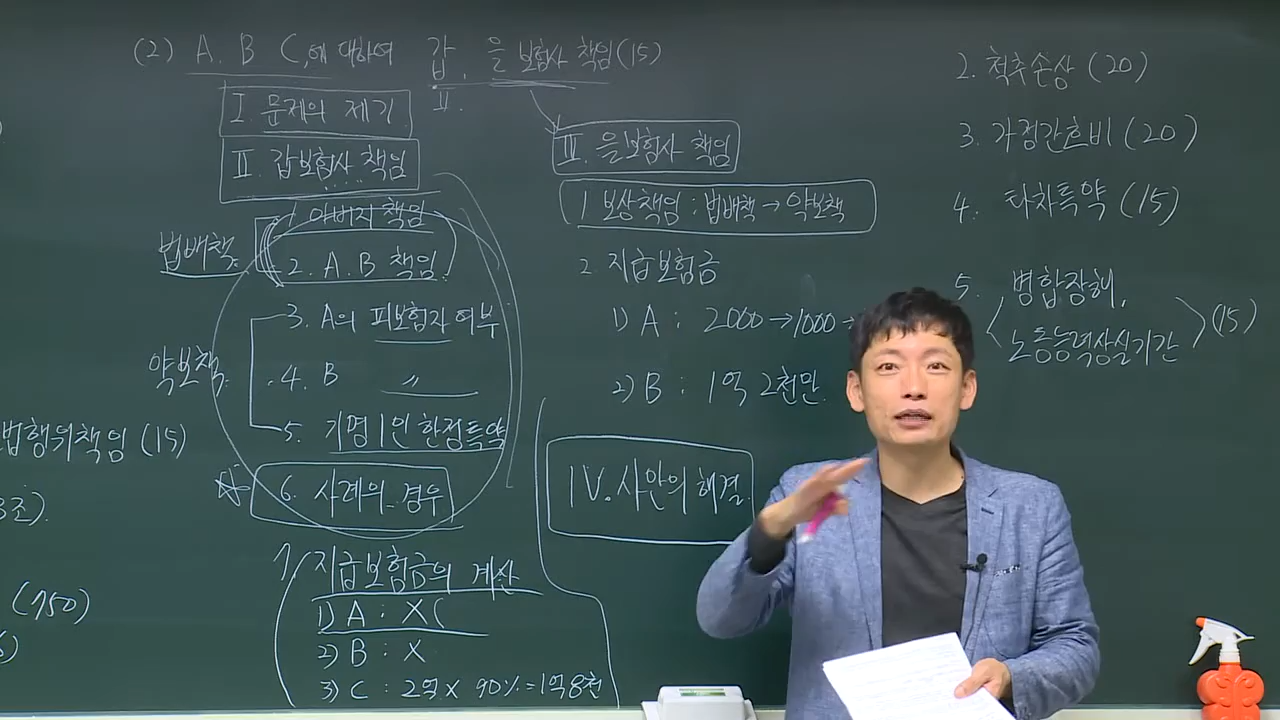 (2) A. B C,에 대하여 갑, 을 보험사 책임(15)
I. 문제의 제기
II. 갑보험사 책임
1 아버지 책임
법배책
2. A. B 책임
3. A의 피보험자 여부
약보책
4. B 〃
5. 기명 1인 한정특약
6. 사례의 경우
7 지급보험금의 계산
1) A : X
2) B : X
3) C : 2억 X 90% = 1억 8천
II.
III. 을보험사 책임
1 보상책임 : 법배책 → 약보책
2 지급보험금
1) A : 2000 → 1000 →
2) B : 1억 2천만
IV. 사안의 해결
2. 척추손상 (20)
3. 가정간호비 (20)
4. 타차특약 (15)
5. 병합장해,
노동능력상실기간 (15)
법행위책임 (15)
3조).
(750)